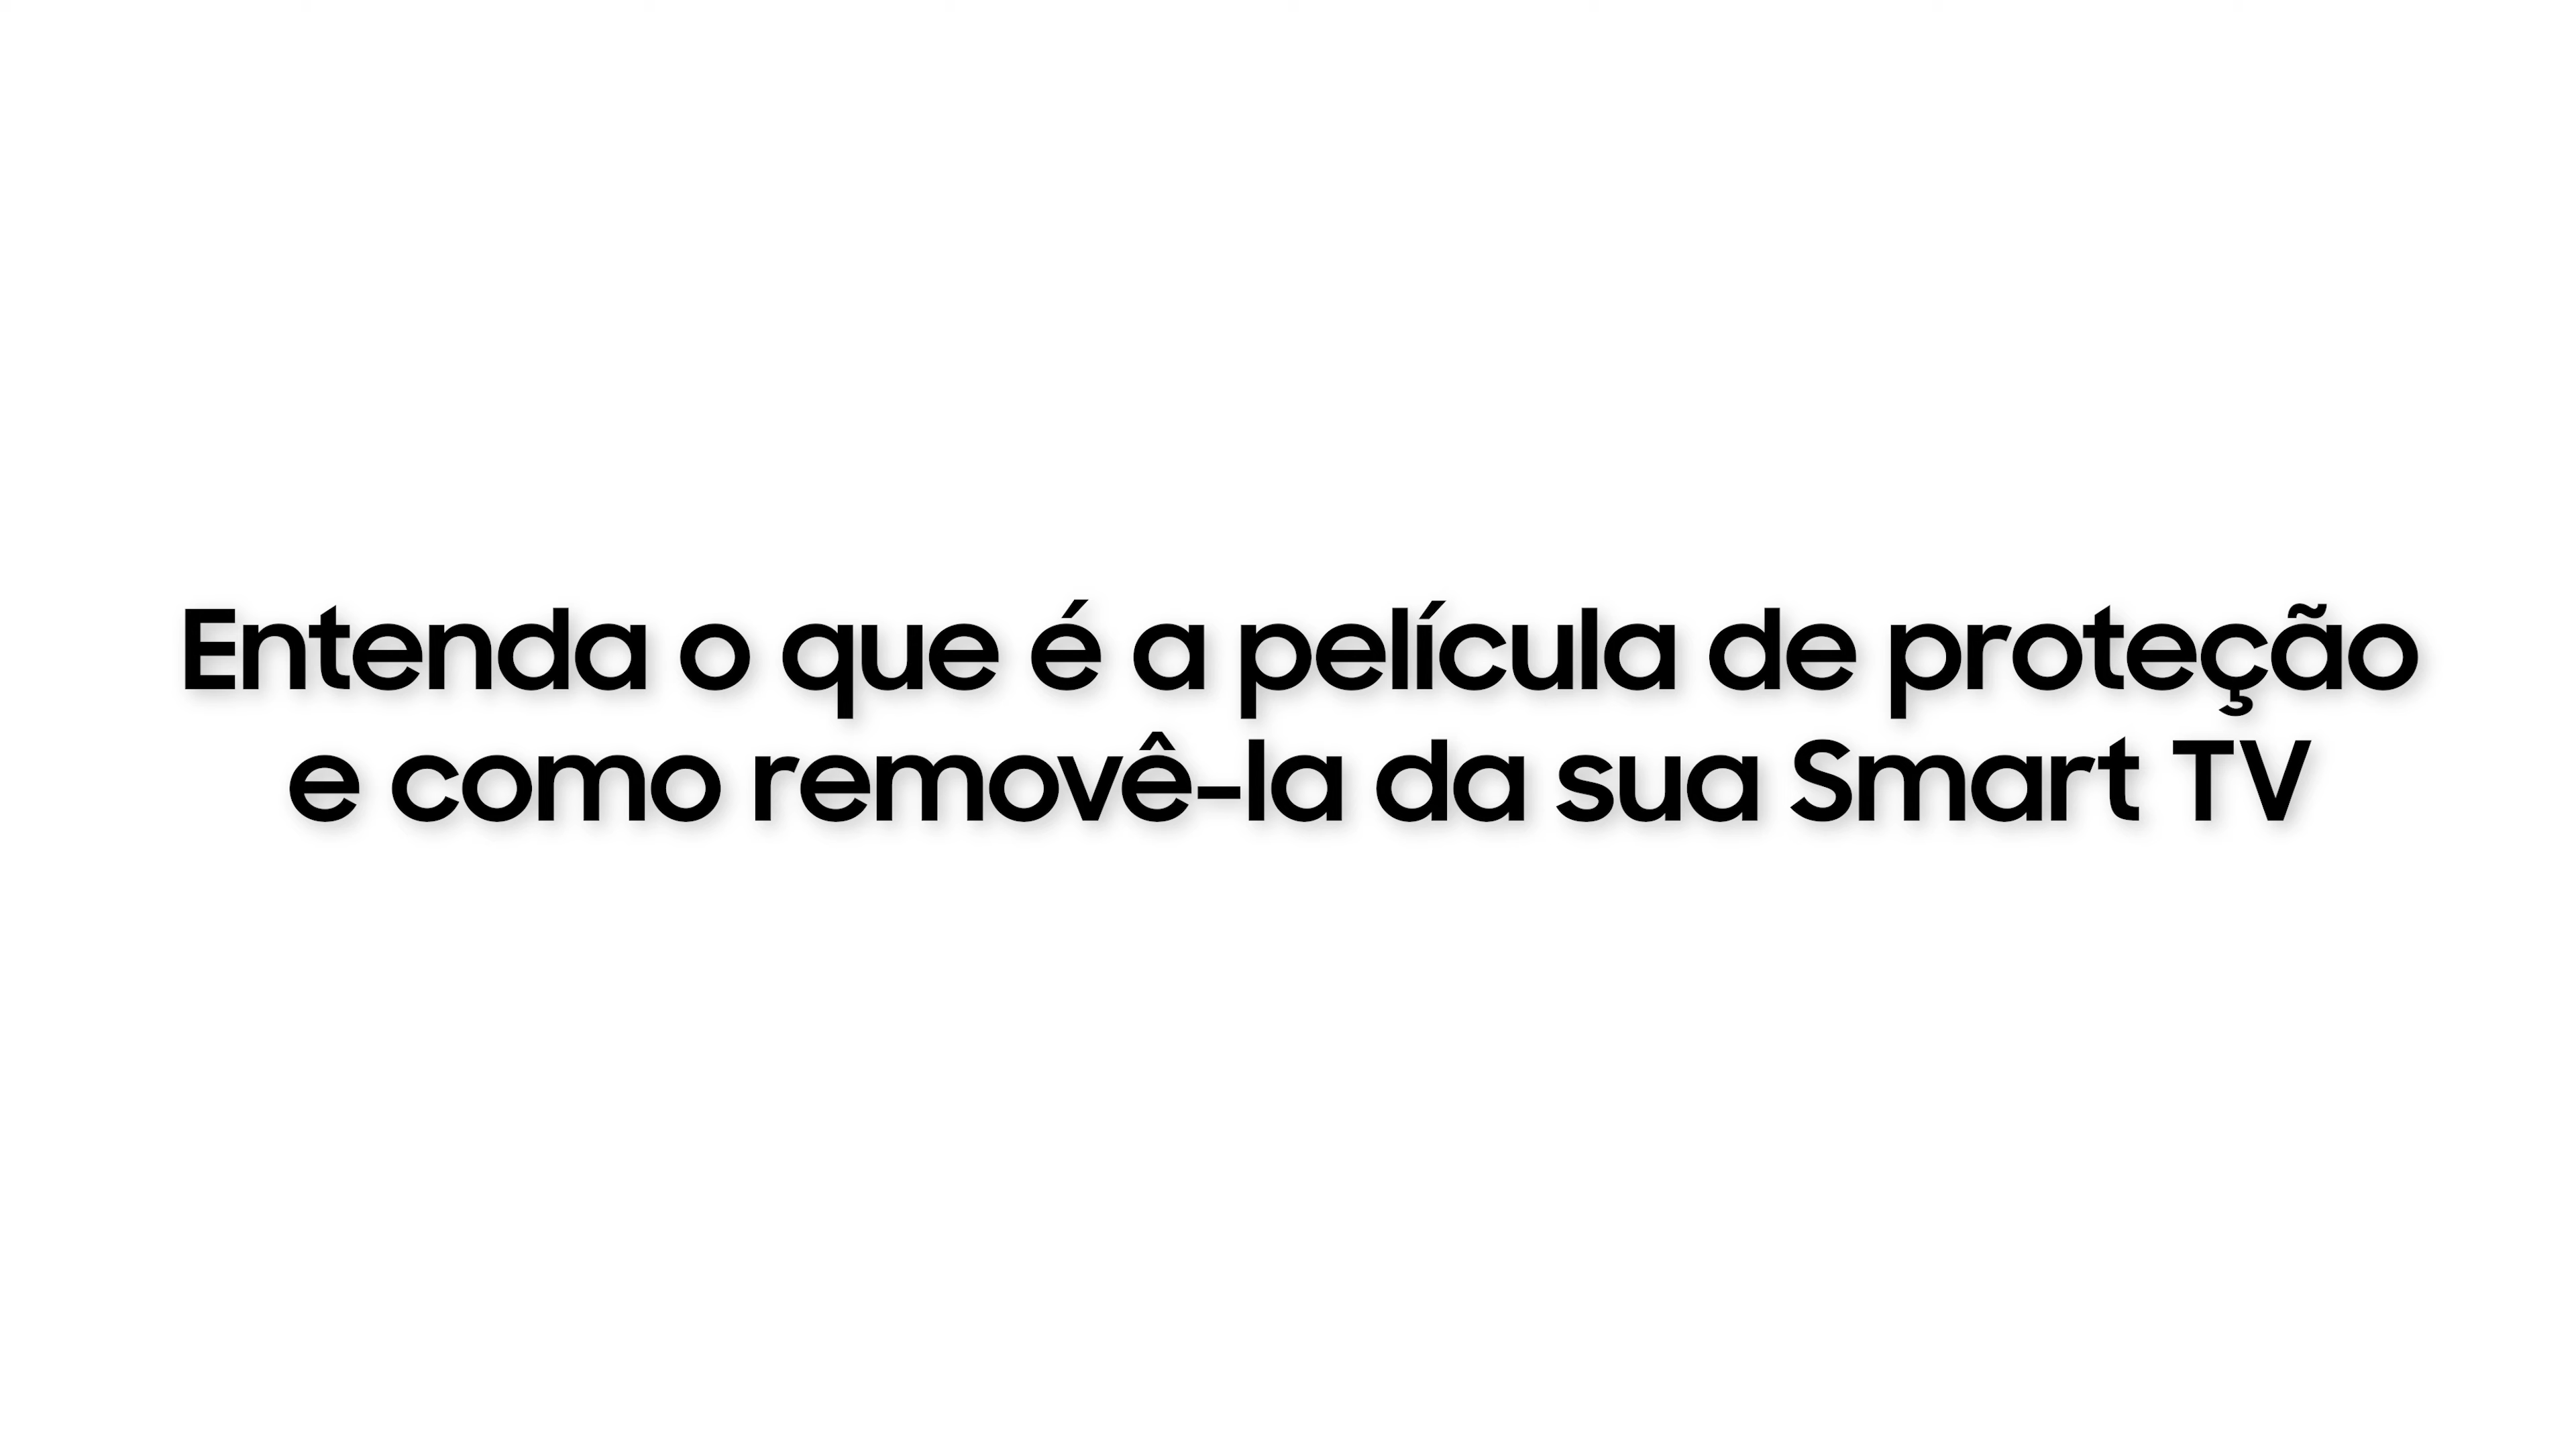 Entenda o que é a película de proteção
e como removê-la da sua Smart TV